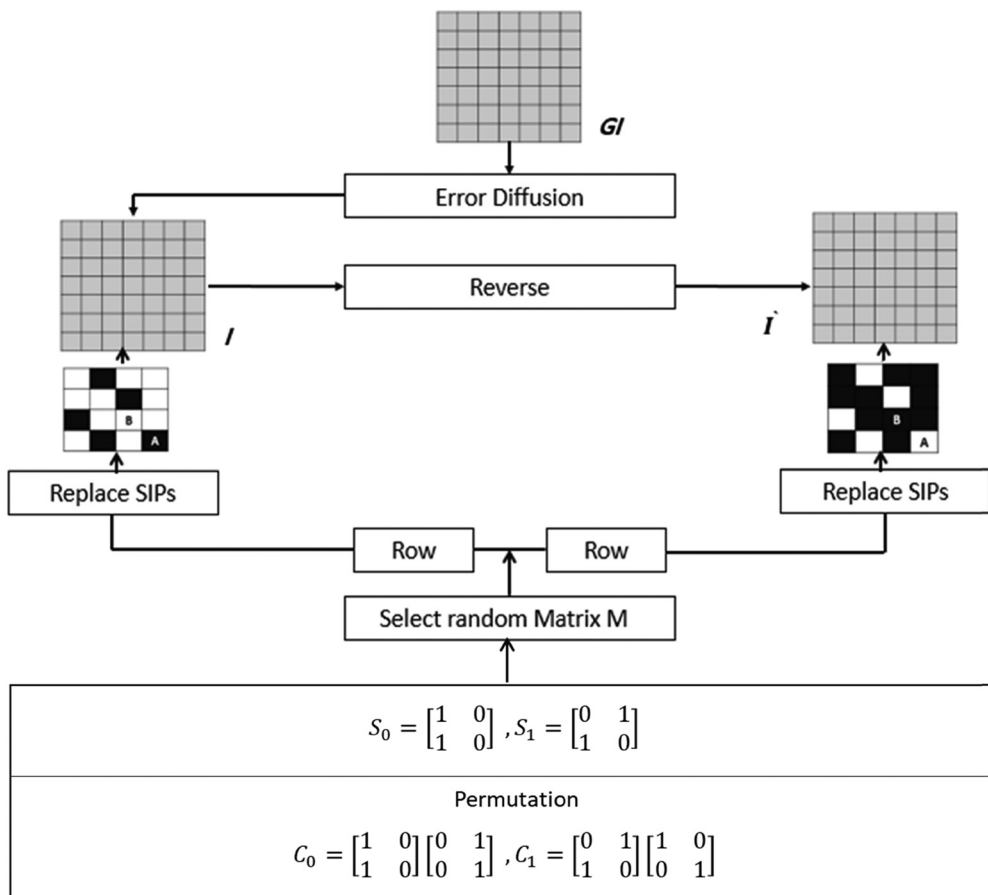 GI
Error Diffusion
Reverse
I
I`
B
A
B
A
Replace SIPs
Replace SIPs
Row
Row
Select random Matrix M
S₀ = [1 0
1 0] , S₁ = [0 1
1 0]
Permutation
C₀ = [1 0
1 0] [0 1
0 1] , C₁ = [0 1
1 0] [1 0
0 1]